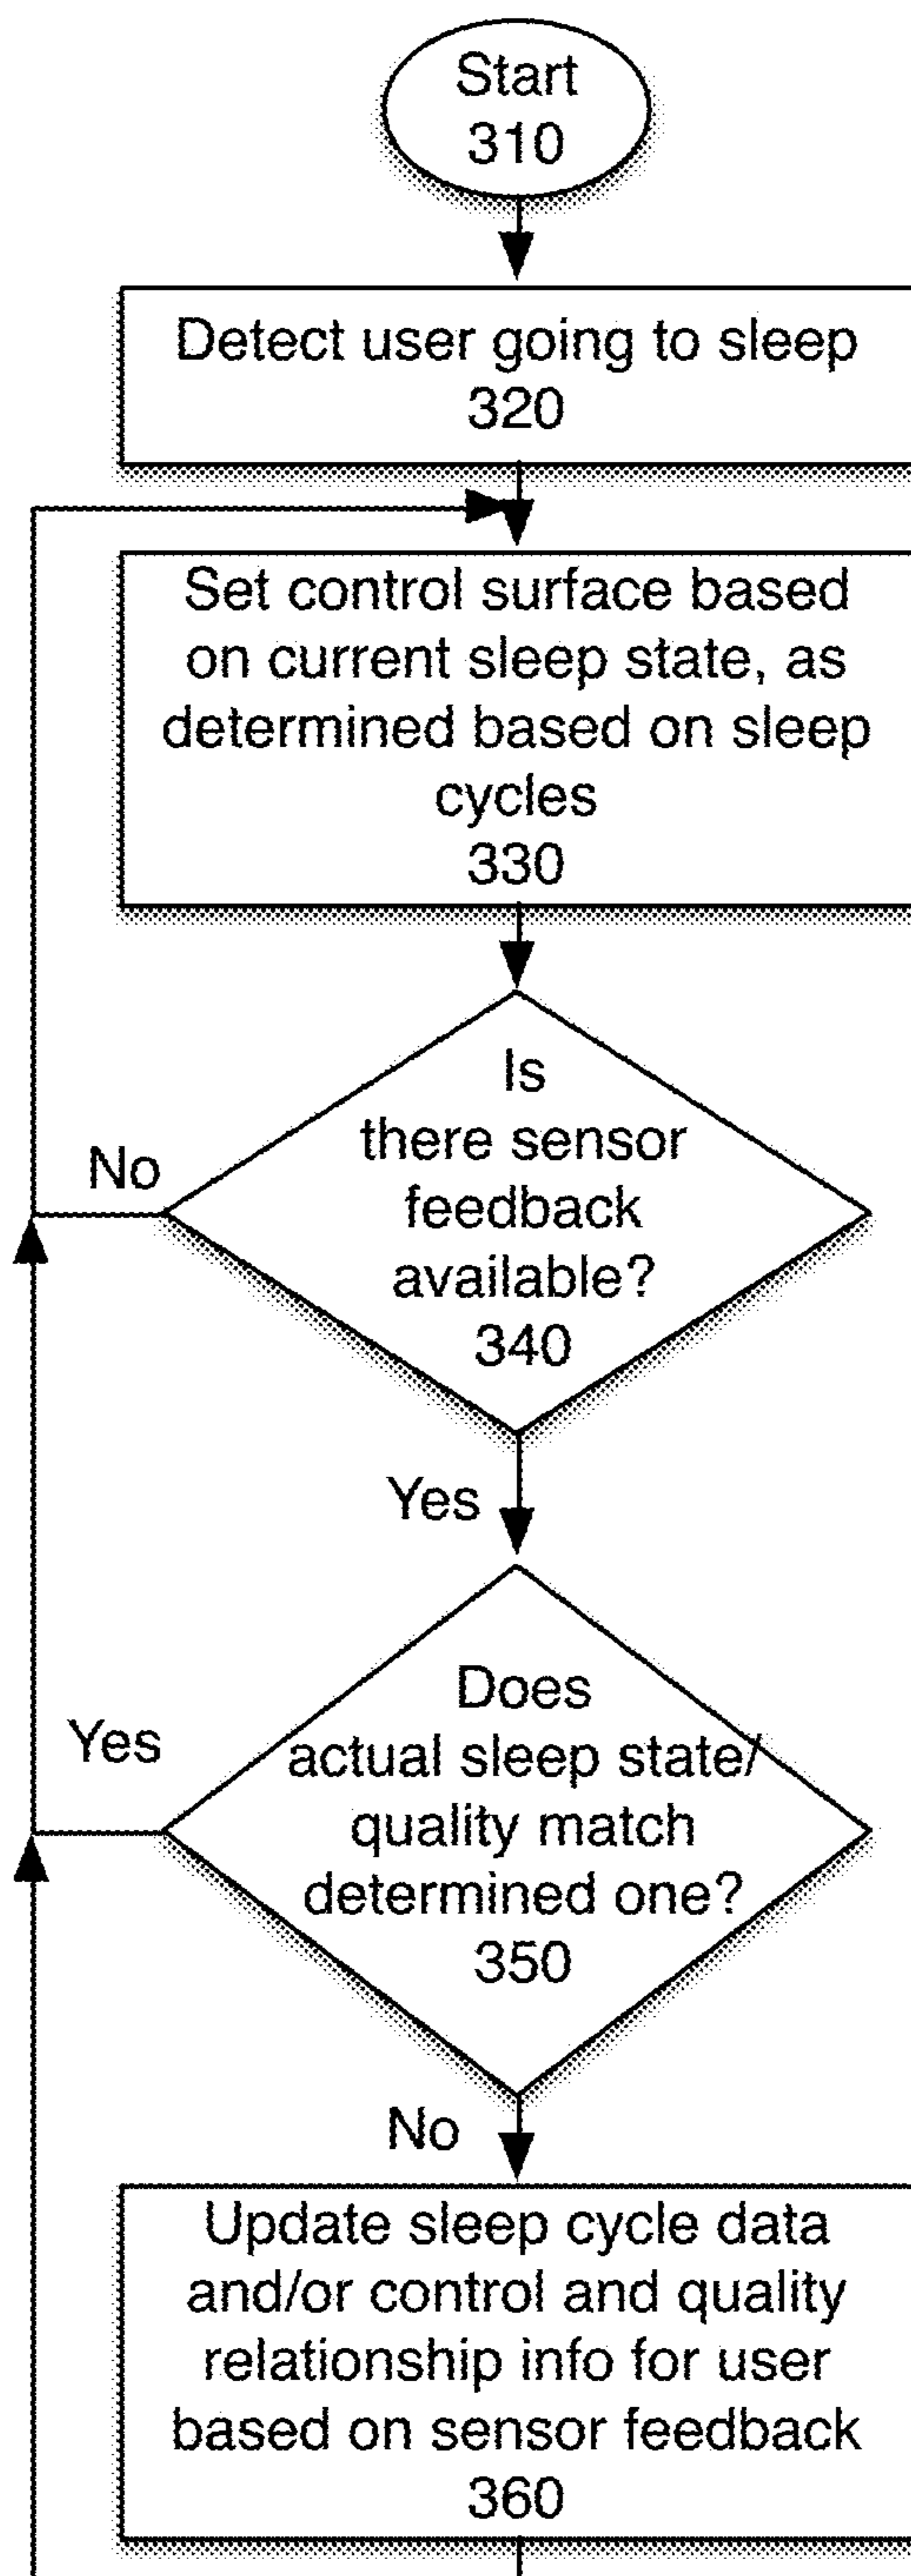 Start
310
Detect user going to sleep
320
Set control surface based
on current sleep state, as
determined based on sleep
cycles
330
Is
there sensor
feedback
available?
340
No
Yes
Does
actual sleep state/
quality match
determined one?
350
Yes
No
Update sleep cycle data
and/or control and quality
relationship info for user
based on sensor feedback
360